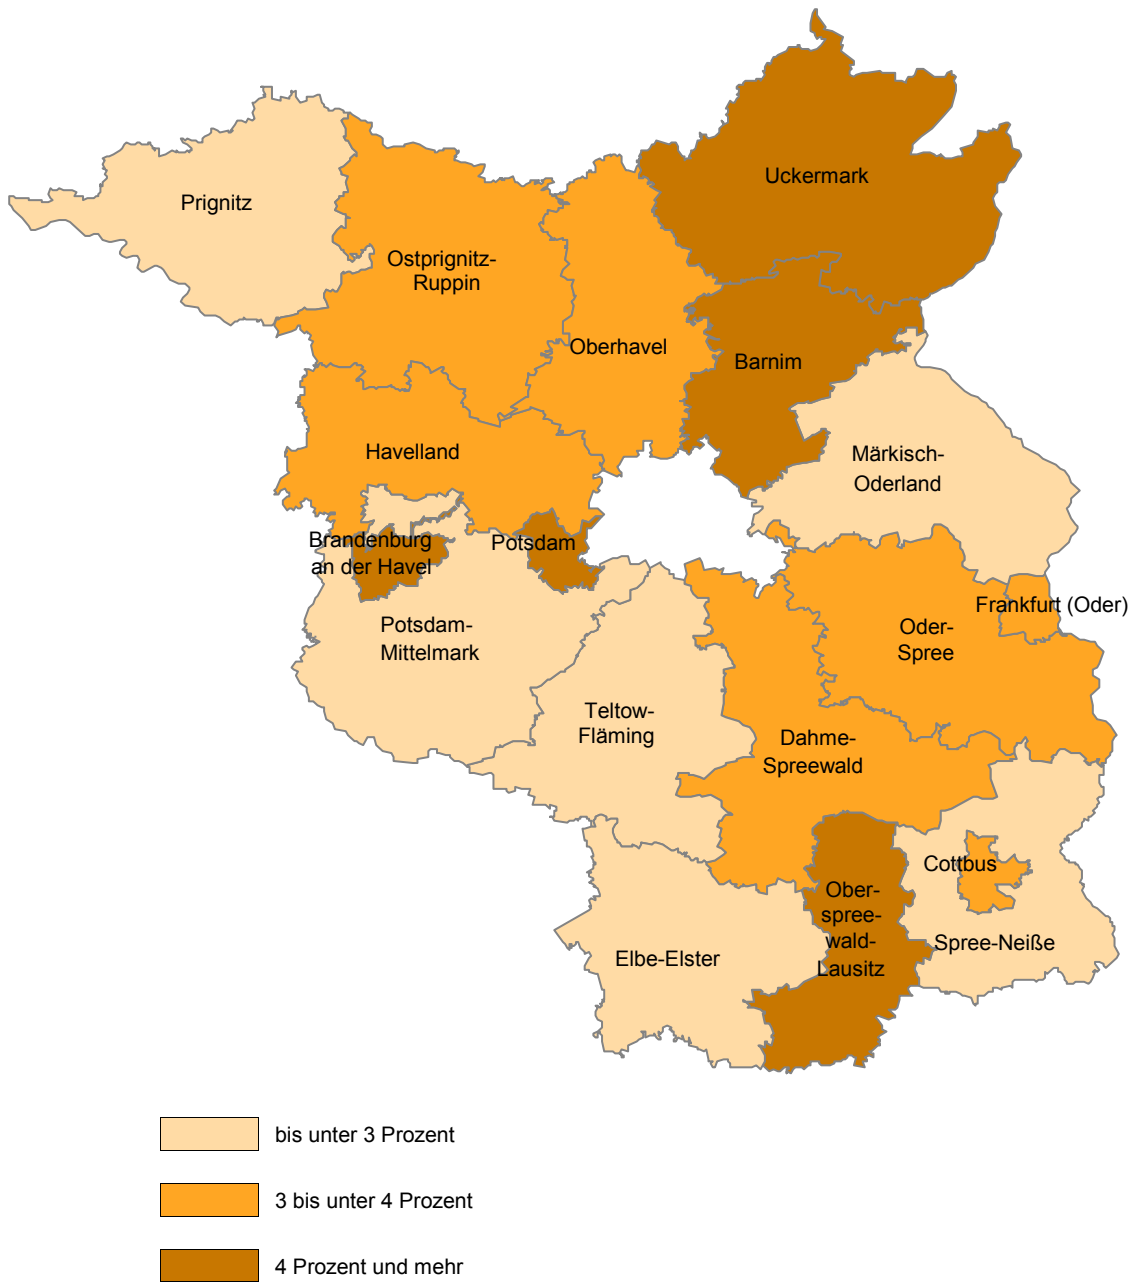 Uckermark
Prignitz
Ostprignitz-
Ruppin
Oberhavel
Barnim
Havelland
Märkisch-
Oderland
Brandenburg
an der Havel
Potsdam
Frankfurt (Oder)
Potsdam-
Mittelmark
Oder-
Spree
Teltow-
Fläming
Dahme-
Spreewald
Cottbus
Ober-
spree-
wald-
Lausitz
Spree-Neiße
Elbe-Elster
bis unter 3 Prozent
3 bis unter 4 Prozent
4 Prozent und mehr